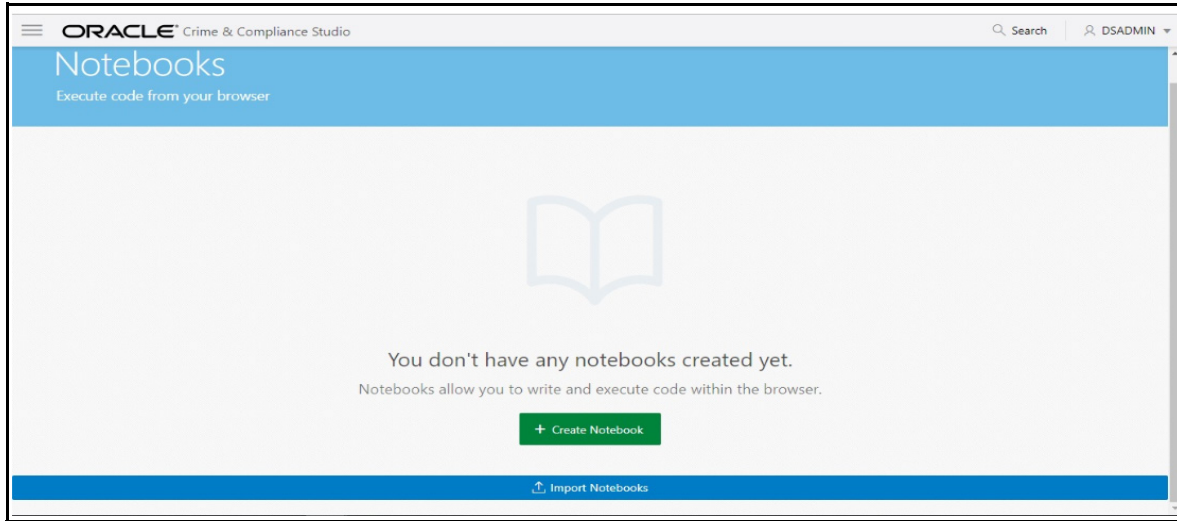 ORACLE® Crime & Compliance Studio
Search
DSADMIN
Notebooks
Execute code from your browser
You don't have any notebooks created yet.
Notebooks allow you to write and execute code within the browser.
+ Create Notebook
Import Notebooks